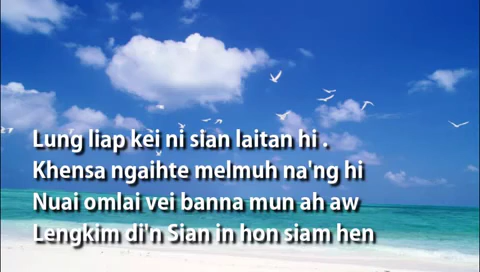 Lung liap kei ni sian laitan hi .
Khensa ngaihte melmuh na'ng hi
Nuai omlai vei banna mun ah aw
Lengkim di'n Sian in hon siam hen